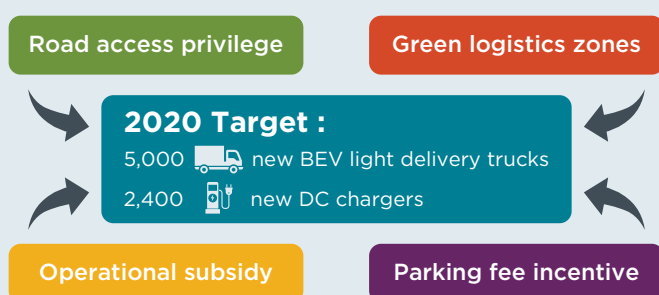 Road access privilege
Green logistics zones
2020 Target :
5,000 new BEV light delivery trucks
2,400 new DC chargers
Operational subsidy
Parking fee incentive